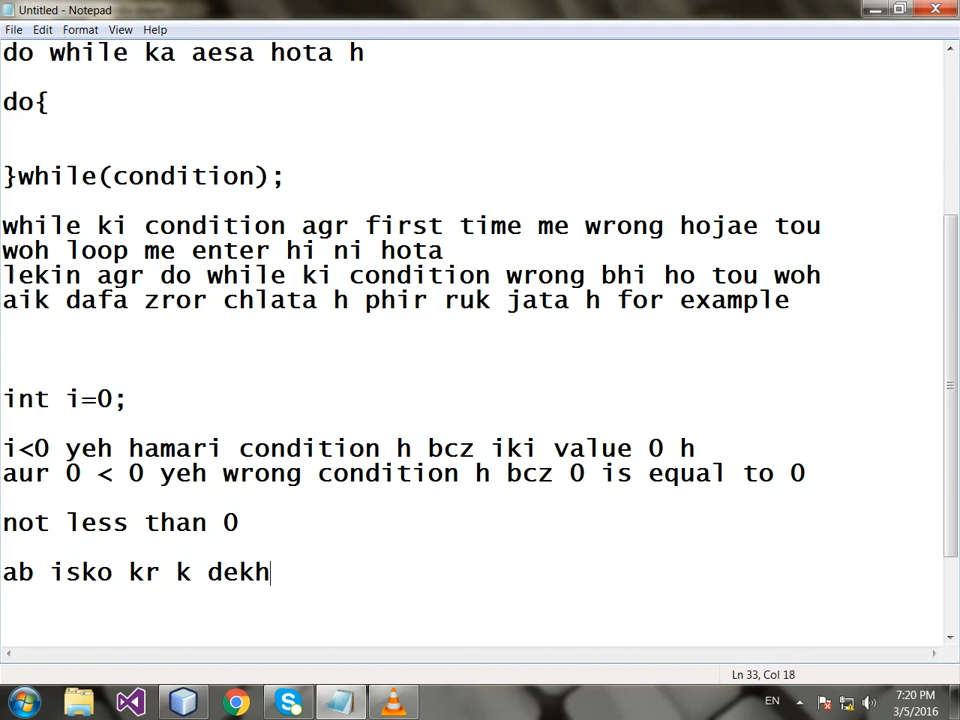 Untitled - Notepad
File Edit Format View Help
do while ka aesa hota h
do{
}while(condition);
while ki condition agr first time me wrong hojae tou
woh loop me enter hi ni hota
lekin agr do while ki condition wrong bhi ho tou woh
aik dafa zror chlata h phir ruk jata h for example
int i=0;
i<0 yeh hamari condition h bcz iki value 0 h
aur 0 < 0 yeh wrong condition h bcz 0 is equal to 0
not less than 0
ab isko kr k dekh
Ln 33, Col 18
EN
7:20 PM
3/5/2016